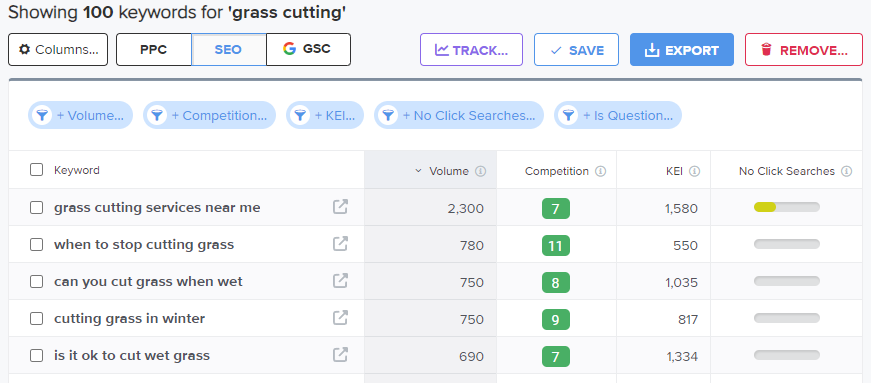 Showing 100 keywords for 'grass cutting'
Columns... PPC SEO GSC TRACK... SAVE EXPORT REMOVE...
+ Volume... + Competition... + KEI... + No Click Searches... + Is Question...
Keyword Volume Competition KEI No Click Searches
grass cutting services near me 2,300 7 1,580
when to stop cutting grass 780 11 550
can you cut grass when wet 750 8 1,035
cutting grass in winter 750 9 817
is it ok to cut wet grass 690 7 1,334